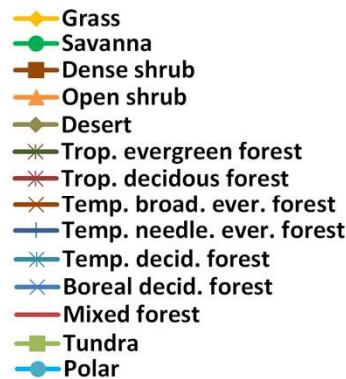 Grass
Savanna
Dense shrub
Open shrub
Desert
Trop. evergreen forest
Trop. decidous forest
Temp. broad. ever. forest
Temp. needle. ever. forest
Temp. decid. forest
Boreal decid. forest
Mixed forest
Tundra
Polar